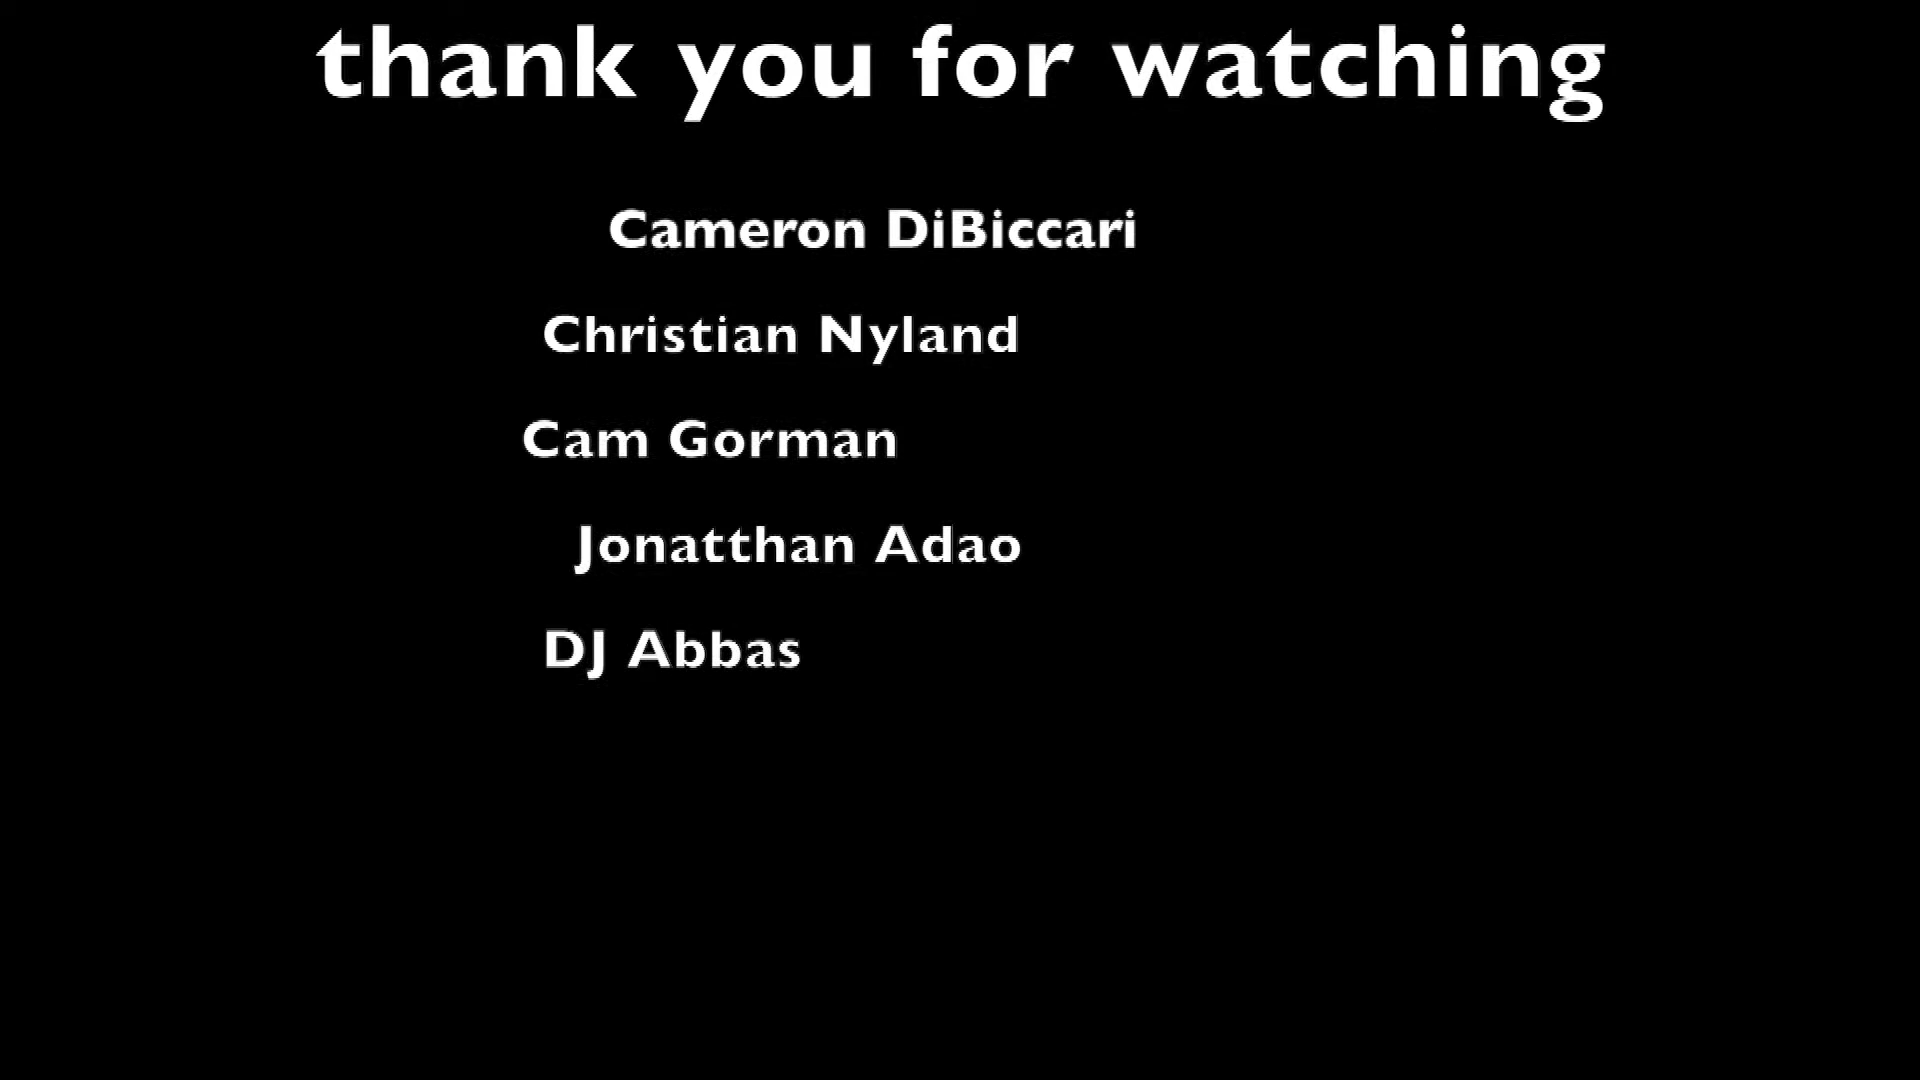 thank you for watching
Cameron DiBiccari
Christian Nyland
Cam Gorman
Jonatthan Adao
DJ Abbas